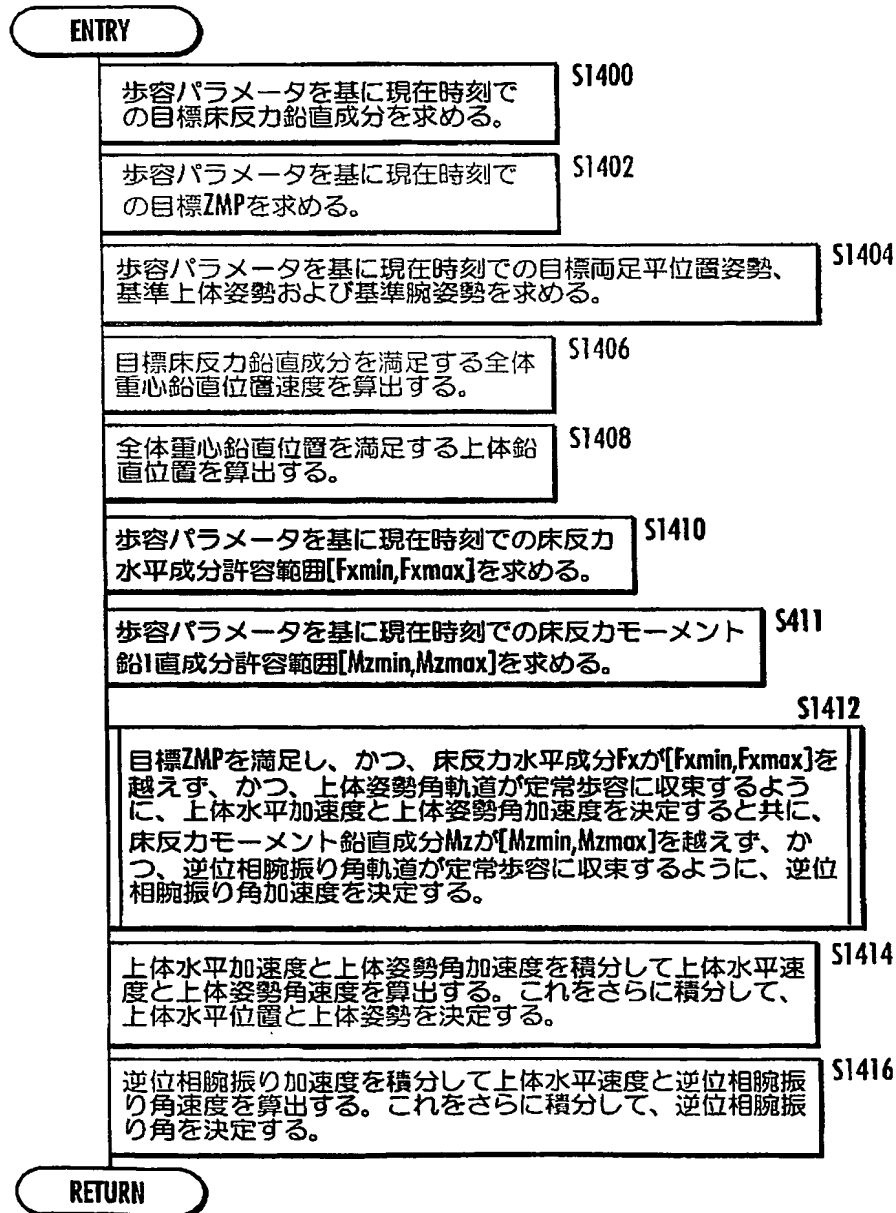 ENTRY
S1400
歩容パラメータを基に現在時刻で
の目標床反力鉛直成分を求める。
S1402
歩容パラメータを基に現在時刻で
の目標ZMPを求める。
S1404
歩容パラメータを基に現在時刻での目標両足平位置姿勢、
基準上体姿勢および基準腕姿勢を求める。
S1406
目標床反力鉛直成分を満足する全体
重心鉛直位置速度を算出する。
S1408
全体重心鉛直位置を満足する上体鉛
直位置を算出する。
S1410
歩容パラメータを基に現在時刻での床反力
水平成分許容範囲[Fxmin,Fxmax]を求める。
S411
歩容パラメータを基に現在時刻での床反力モーメント
鉛1直成分許容範囲[Mzmin,Mzmax]を求める。
S1412
目標ZMPを満足し、かつ、床反力水平成分Fxが[Fxmin,Fxmax]を
越えず、かつ、上体姿勢角軌道が定常歩容に収束するよう
に、上体水平加速度と上体姿勢角加速度を決定すると共に、
床反力モーメント鉛直成分Mzが[Mzmin,Mzmax]を越えず、か
つ、逆位相腕振り角軌道が定常歩容に収束するように、逆位
相腕振り角加速度を決定する。
S1414
上体水平加速度と上体姿勢角加速度を積分して上体水平速
度と上体姿勢角速度を算出する。これをさらに積分して、
上体水平位置と上体姿勢を決定する。
S1416
逆位相腕振り加速度を積分して上体水平速度と逆位相腕振
り角速度を算出する。これをさらに積分して、逆位相腕振
り角を決定する。
RETURN